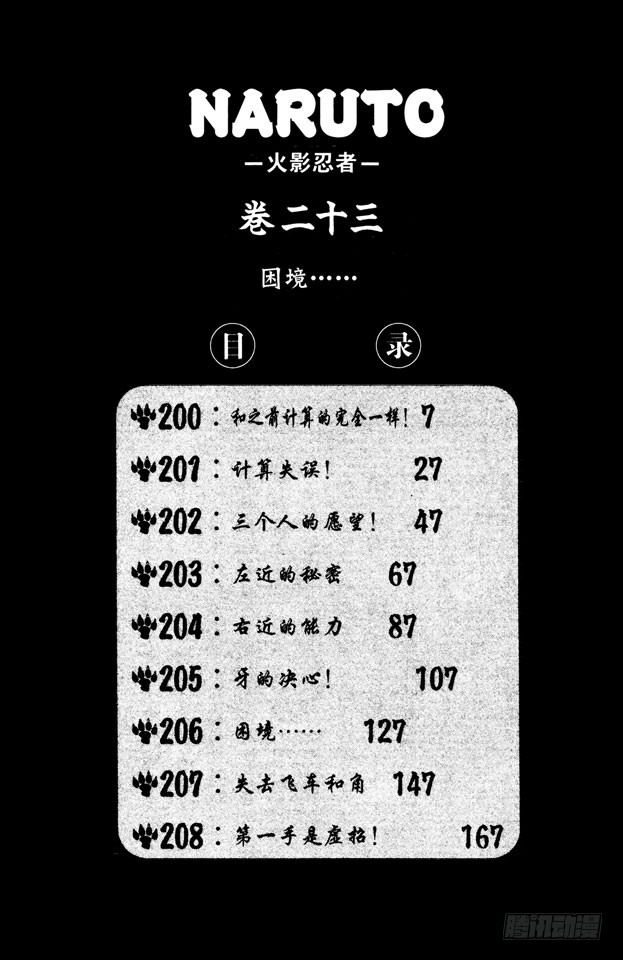 NARUTO
－火影忍者－
卷二十三
困境……
目 录
200：和之前计算的完全一样！ 7
201：计算失误！ 27
202：三个人的愿望！ 47
203：左近的秘密 67
204：右近的能力 87
205：牙的决心！ 107
206：困境…… 127
207：失去飞车和角 147
208：第一手是虚招！ 167
腾讯动漫